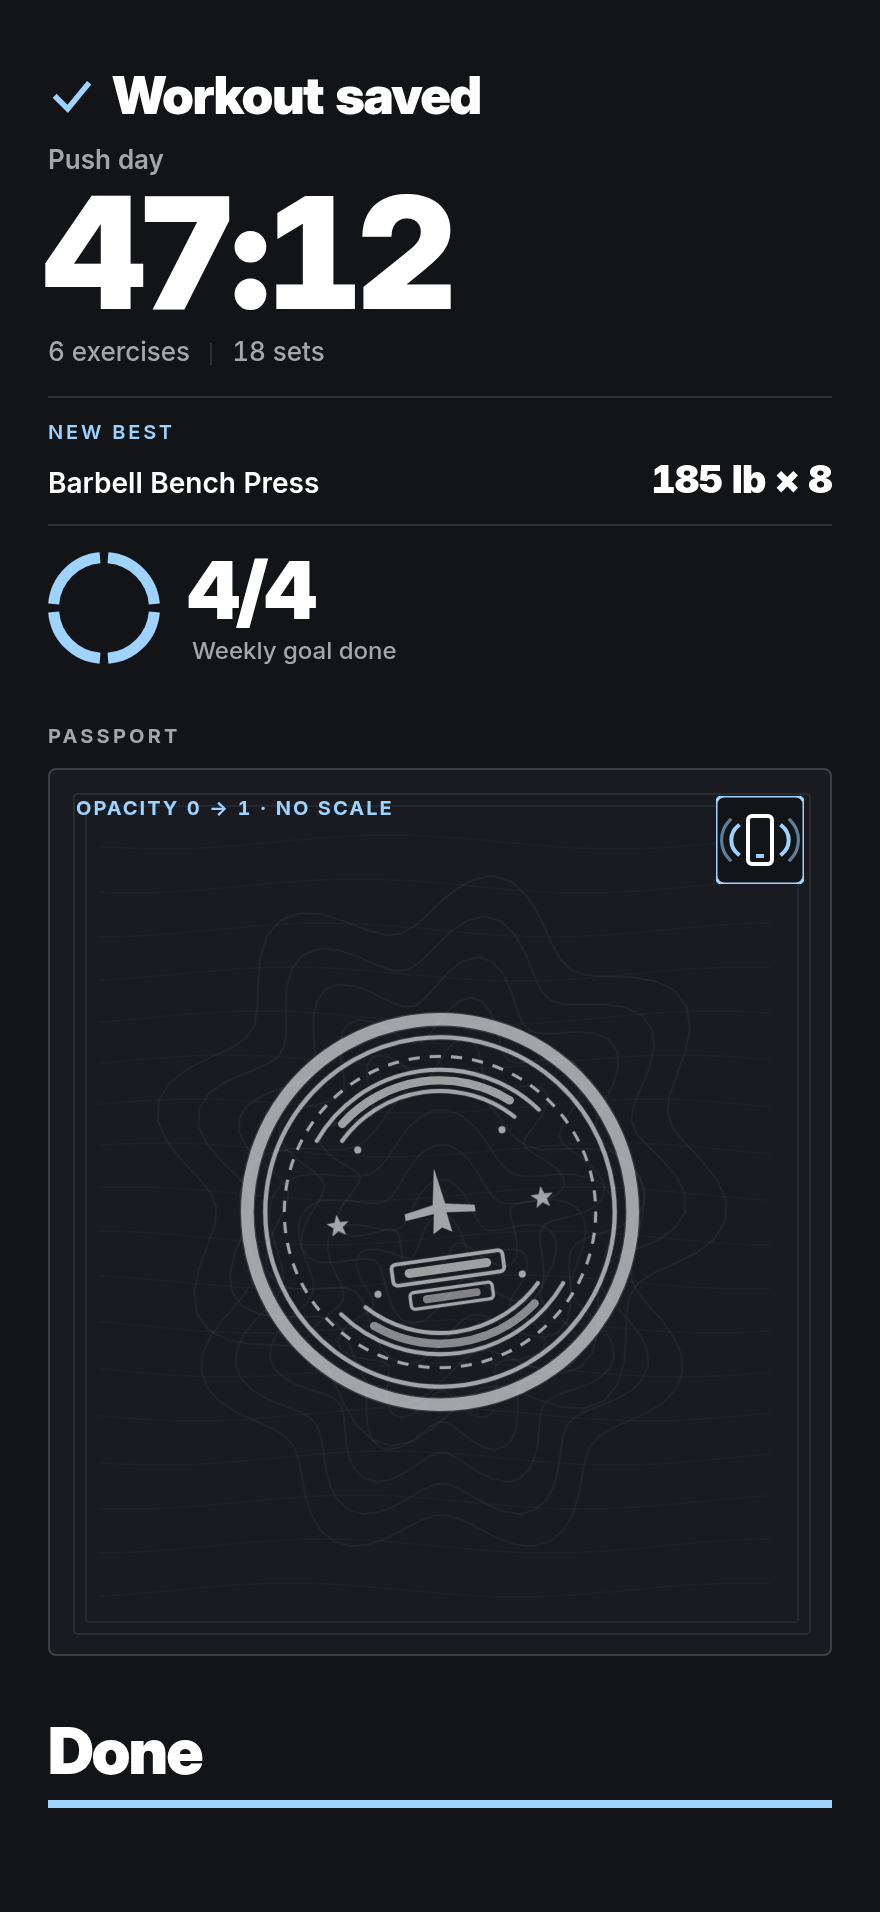 Workout saved
Push day
47:12
6 exercises | 18 sets
NEW BEST
Barbell Bench Press 185 lb × 8
4/4
Weekly goal done
PASSPORT
OPACITY 0 → 1 · NO SCALE
Done